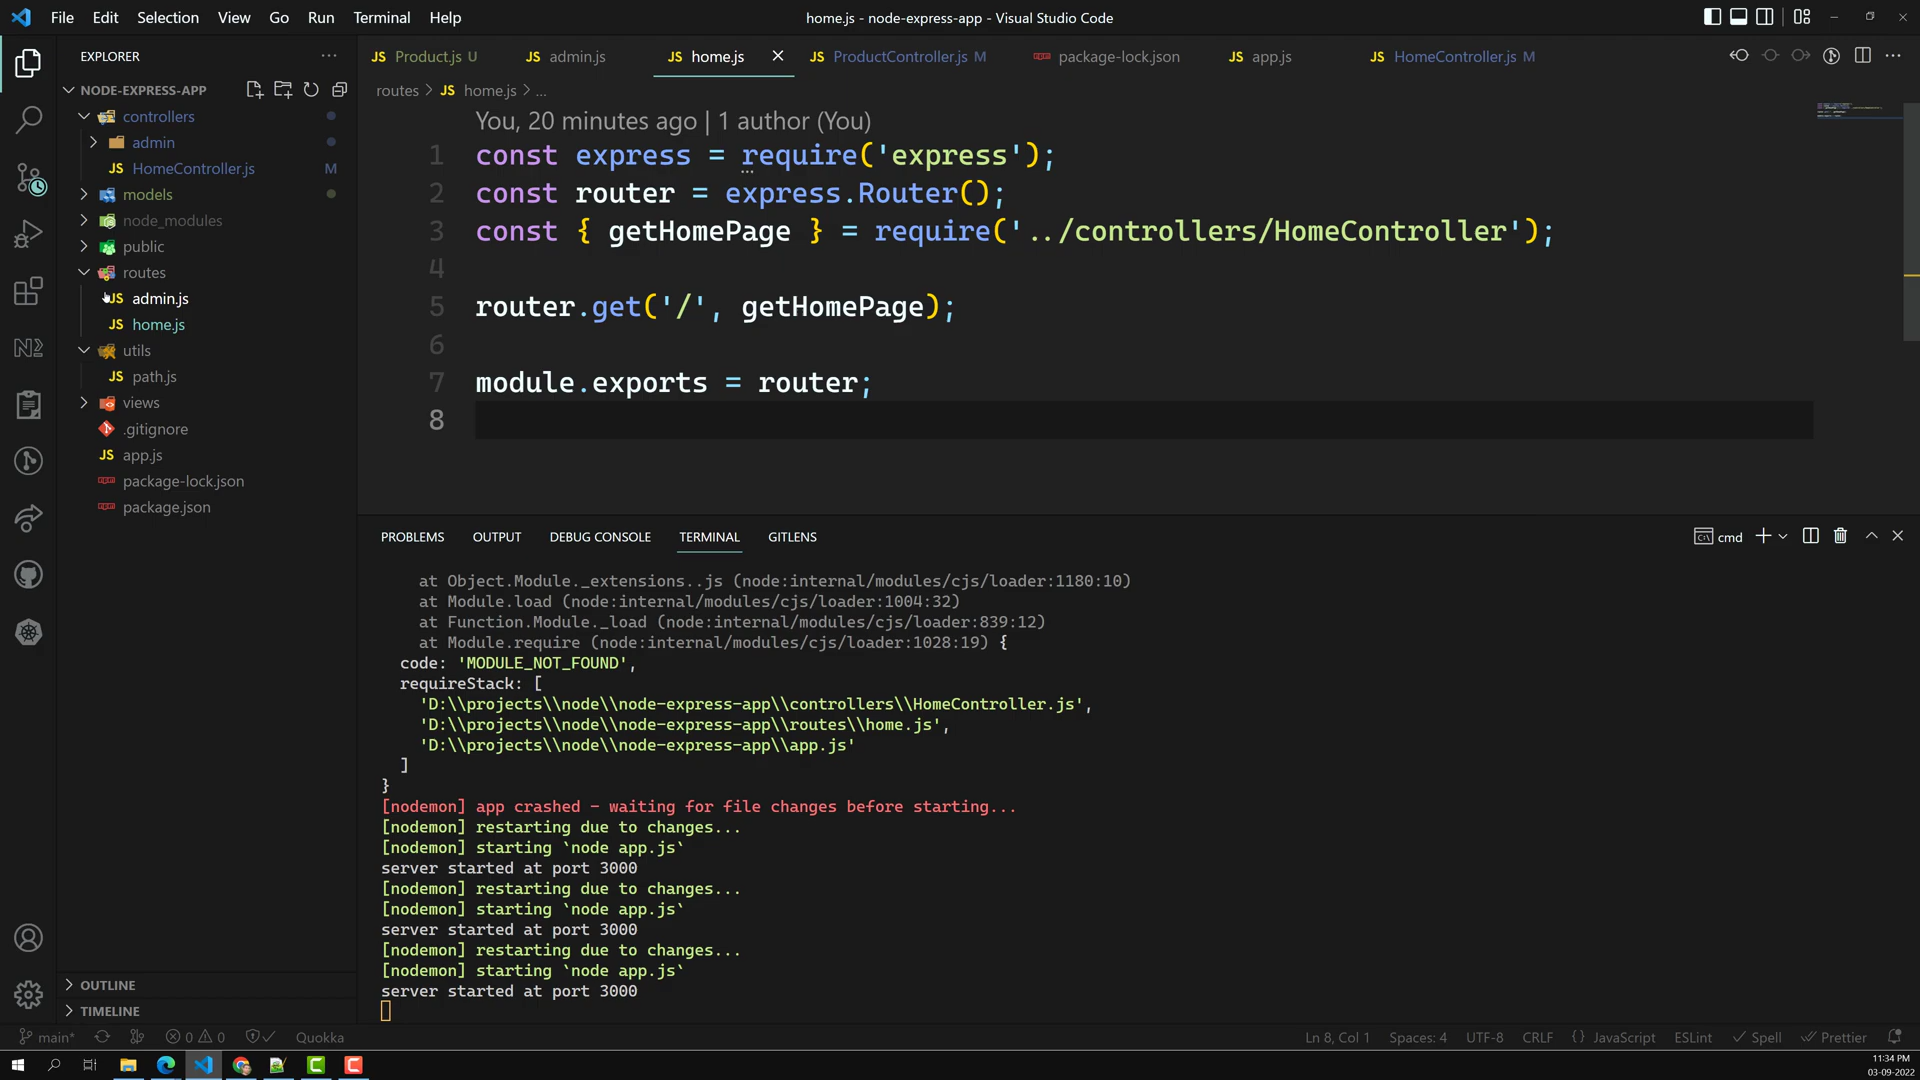 File Edit Selection View Go Run Terminal Help
home.js - node-express-app - Visual Studio Code
EXPLORER
NODE-EXPRESS-APP
controllers
admin
HomeController.js M
models
node_modules
public
routes
JS admin.js
JS home.js
utils
JS path.js
views
.gitignore
JS app.js
package-lock.json
package.json
OUTLINE
TIMELINE
JS Product.js U JS admin.js JS home.js JS ProductController.js M package-lock.json JS app.js JS HomeController.js M
routes > JS home.js > ...
You, 20 minutes ago | 1 author (You)
1 const express = require('express');
2 const router = express.Router();
3 const { getHomePage } = require('../controllers/HomeController');
4
5 router.get('/', getHomePage);
6
7 module.exports = router;
8
PROBLEMS OUTPUT DEBUG CONSOLE TERMINAL GITLENS
cmd
at Object.Module._extensions..js (node:internal/modules/cjs/loader:1180:10)
at Module.load (node:internal/modules/cjs/loader:1004:32)
at Function.Module._load (node:internal/modules/cjs/loader:839:12)
at Module.require (node:internal/modules/cjs/loader:1028:19) {
code: 'MODULE_NOT_FOUND',
requireStack: [
'D:\\projects\\node\\node-express-app\\controllers\\HomeController.js',
'D:\\projects\\node\\node-express-app\\routes\\home.js',
'D:\\projects\\node\\node-express-app\\app.js'
]
}
[nodemon] app crashed - waiting for file changes before starting...
[nodemon] restarting due to changes...
[nodemon] starting `node app.js`
server started at port 3000
[nodemon] restarting due to changes...
[nodemon] starting `node app.js`
server started at port 3000
[nodemon] restarting due to changes...
[nodemon] starting `node app.js`
server started at port 3000
main* 0 0 Quokka Ln 8, Col 1 Spaces: 4 UTF-8 CRLF {} JavaScript ESLint Spell Prettier
11:34 PM
03-09-2022